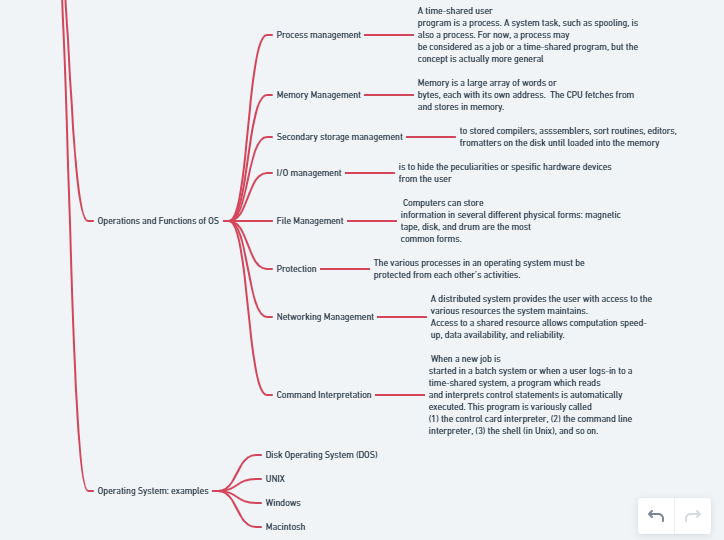 A time-shared user
program is a process. A system task, such as spooling, is
also a process. For now, a process may
be considered as a job or a time-shared program, but the
concept is actually more general
Process management
Memory is a large array of words or
bytes, each with its own address.  The CPU fetches from
and stores in memory.
Memory Management
to stored compilers, asssemblers, sort routines, editors,
fromatters on the disk until loaded into the memory
Secondary storage management
is to hide the peculiarities or spesific hardware devices
from the user
I/O management
Computers can store
information in several different physical forms: magnetic
tape, disk, and drum are the most
common forms.
File Management
Operations and Functions of OS
The various processes in an operating system must be
protected from each other's activities.
Protection
A distributed system provides the user with access to the
various resources the system maintains.
Access to a shared resource allows computation speed-
up, data availability, and reliability.
Networking Management
When a new job is
started in a batch system or when a user logs-in to a
time-shared system, a program which reads
and interprets control statements is automatically
executed. This program is variously called
(1) the control card interpreter, (2) the command line
interpreter, (3) the shell (in Unix), and so on.
Command Interpretation
Operating System: examples
Disk Operating System (DOS)
UNIX
Windows
Macintosh